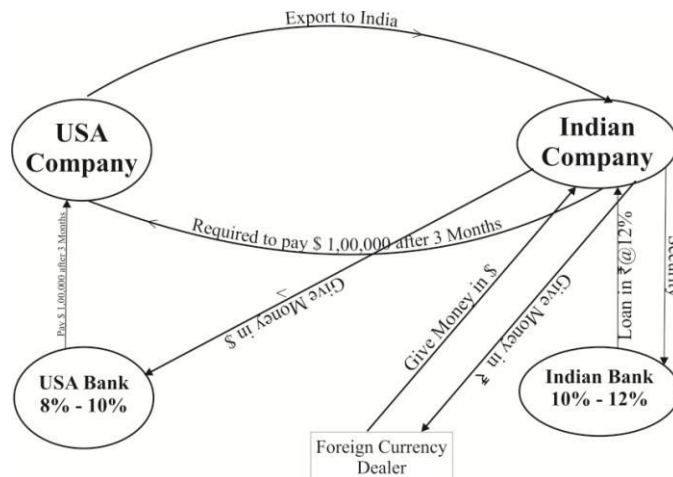 Export to India
USA
Company
Indian
Company
Required to pay $ 1,00,000 after 3 Months
Pay $ 1,00,000 after 3 Months
Give Money in $
Give Money in $
Give Money in ₹
Loan in ₹@12%
Security
USA Bank
8% - 10%
Indian Bank
10% - 12%
Foreign Currency
Dealer